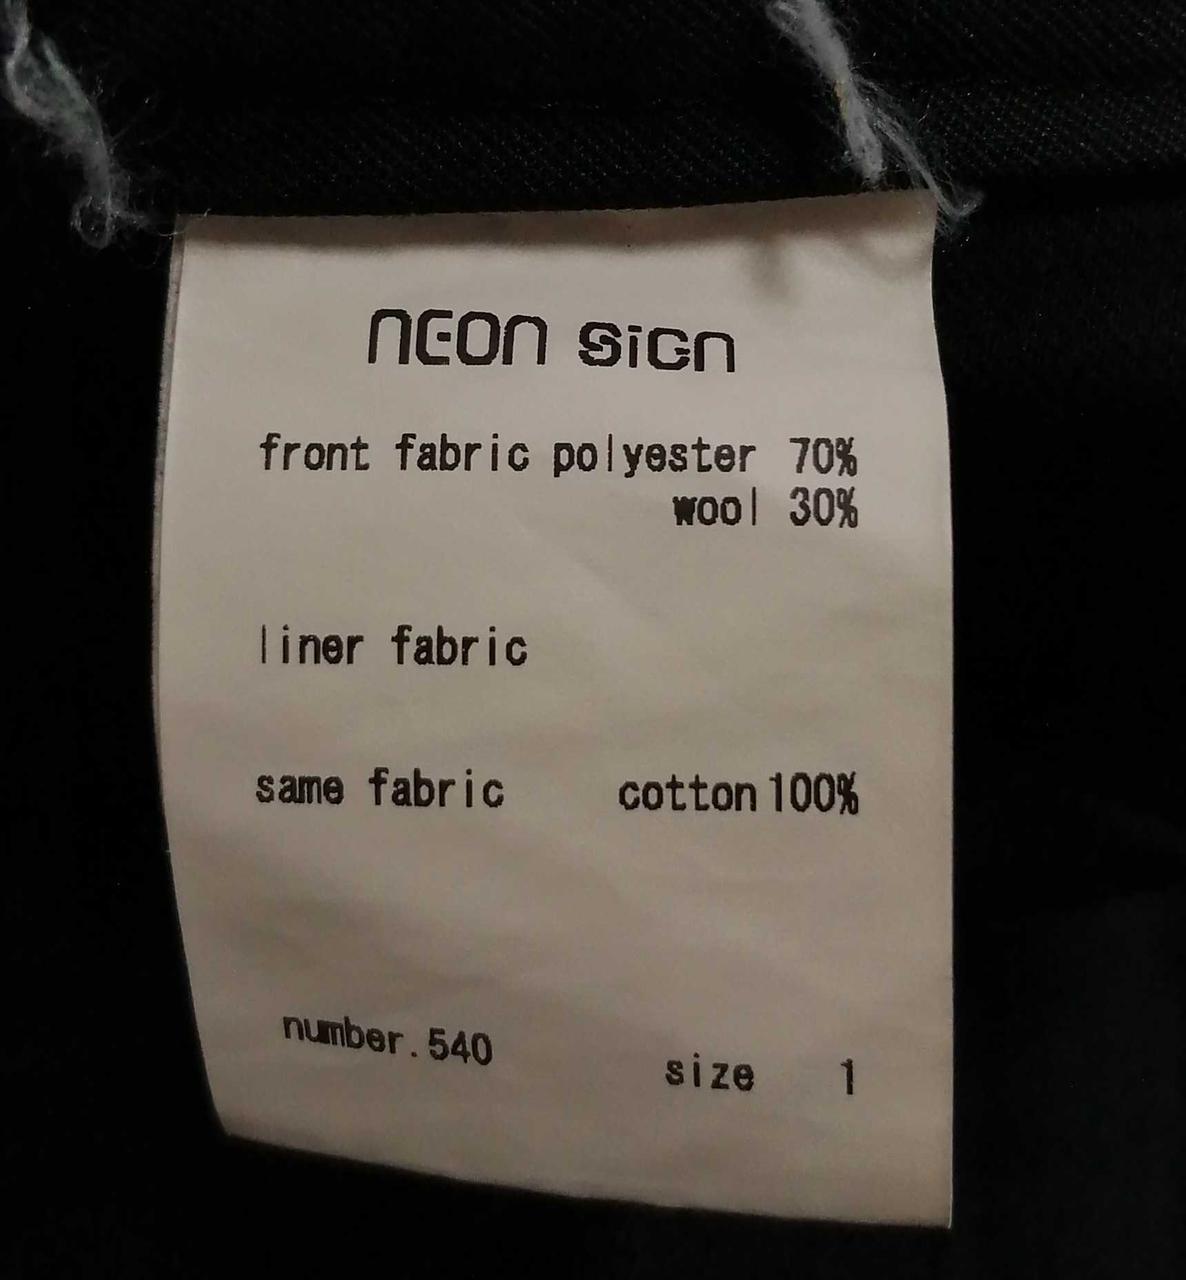 NEON SiGN
front fabric polyester 70%
wool 30%
liner fabric
same fabric cotton 100%
number.540
size 1